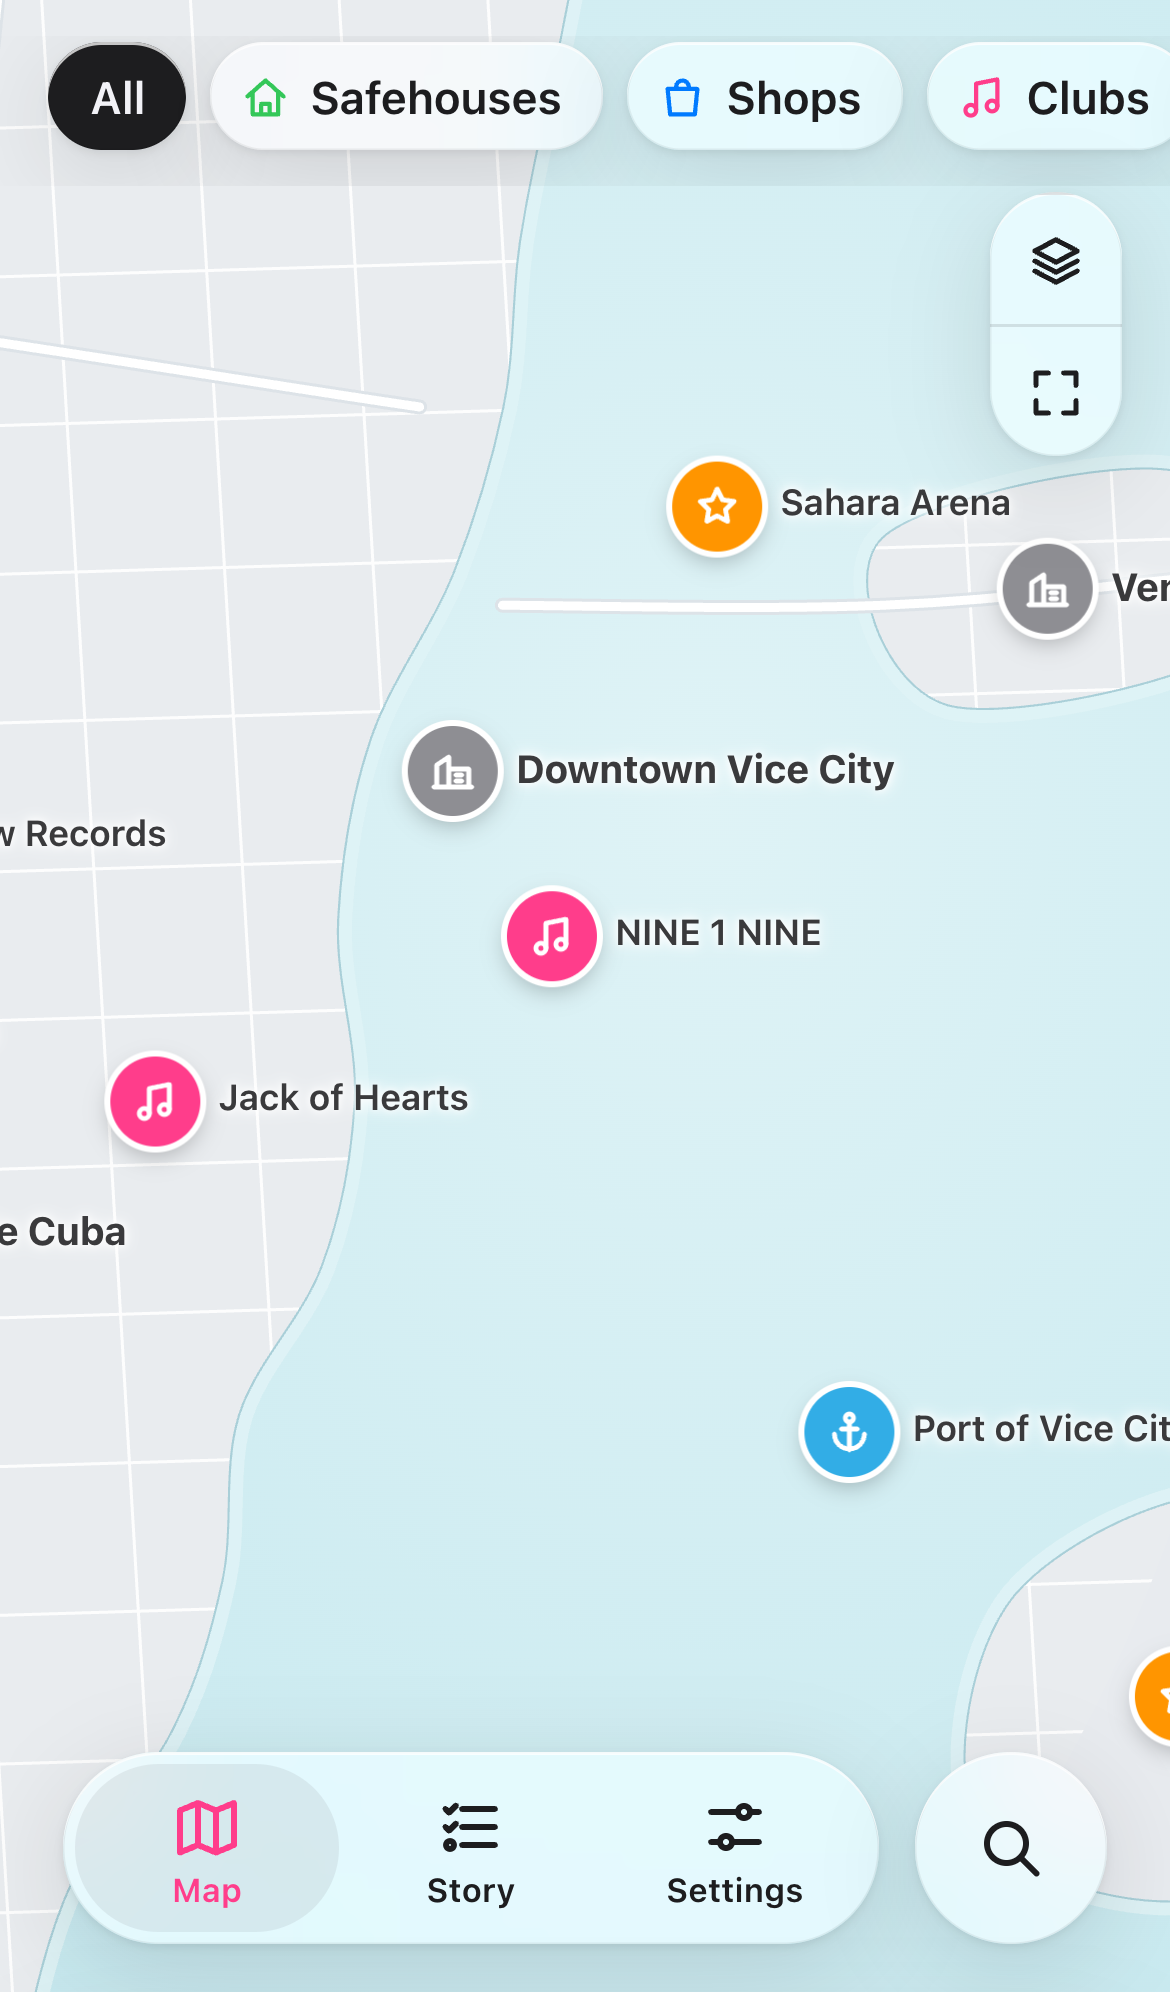 All
Safehouses
Shops
Clubs
Sahara Arena
Ver
Downtown Vice City
w Records
NINE 1 NINE
Jack of Hearts
e Cuba
Port of Vice Cit
Map
Story
Settings